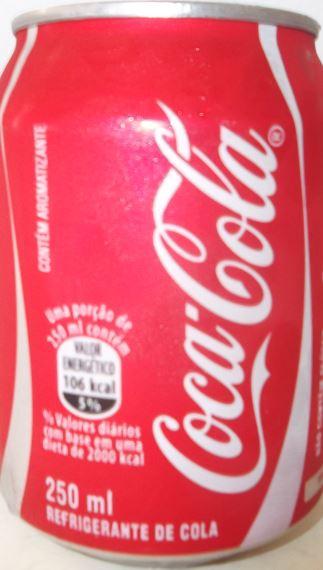 CONTÉM AROMATIZANTE
Coca-Cola®
Uma porção de
250 ml contém
VALOR
ENERGÉTICO
106 kcal
5%
% Valores diários
com base em uma
dieta de 2000 kcal
250 ml
REFRIGERANTE DE COLA